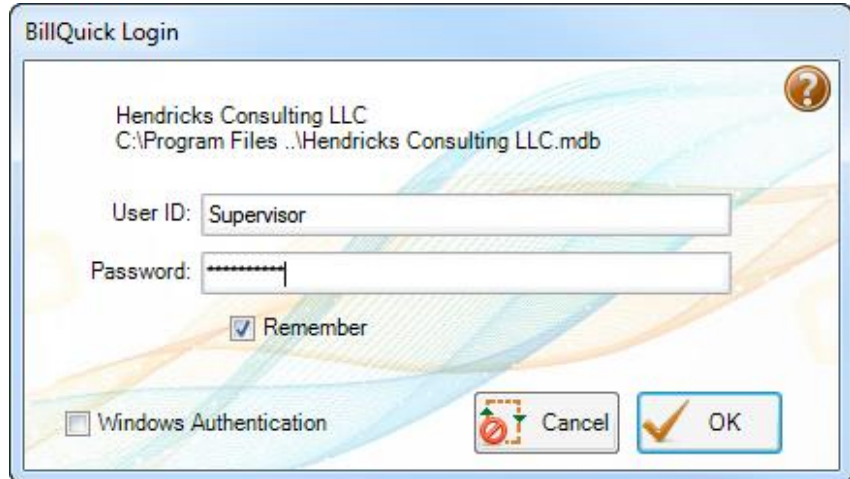 BillQuick Login
?
Hendricks Consulting LLC
C:\Program Files ..\Hendricks Consulting LLC.mdb
User ID: Supervisor
Password: **********
Remember
Windows Authentication Cancel OK